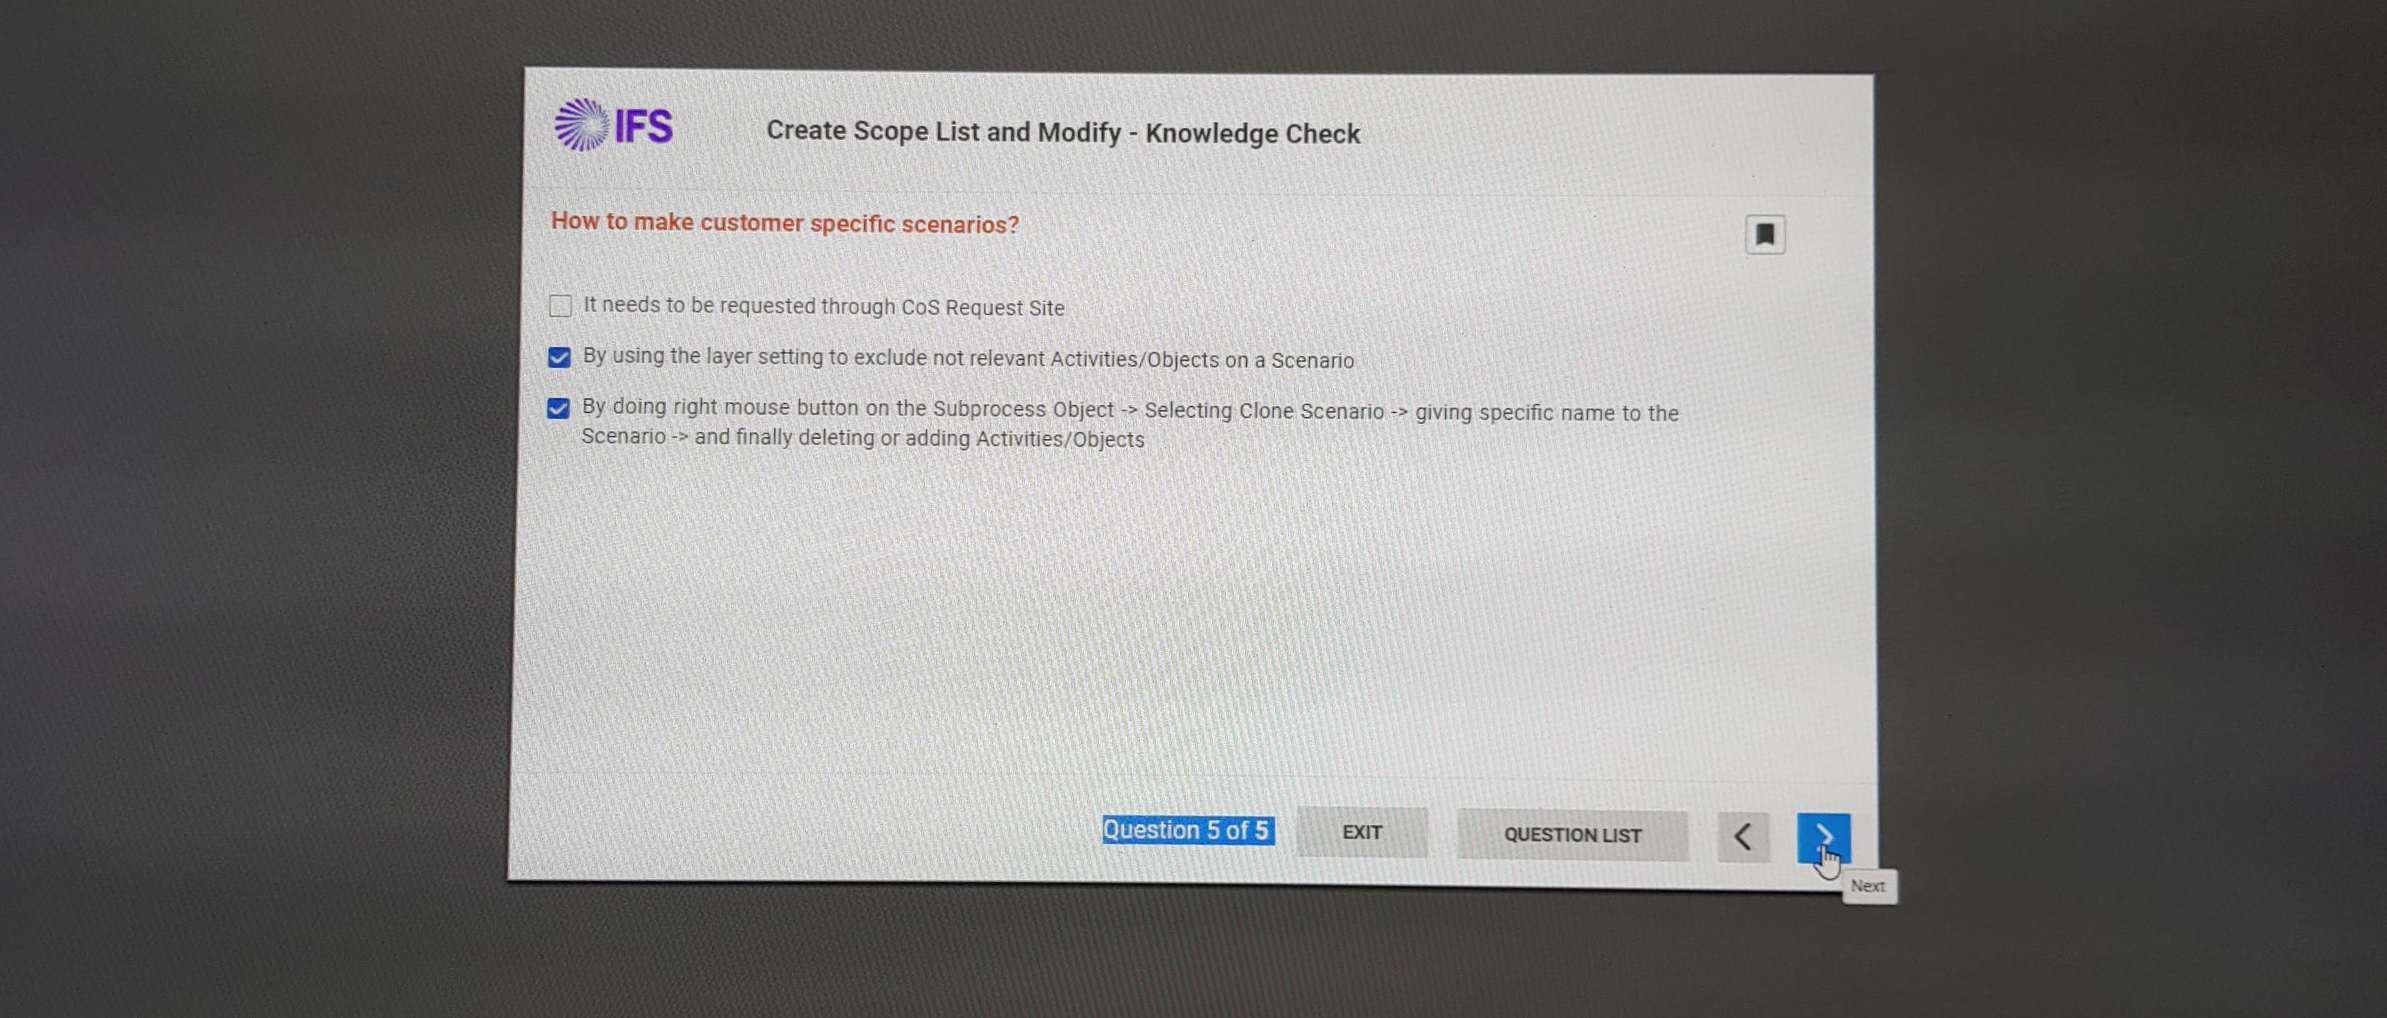 IFS
Create Scope List and Modify - Knowledge Check
How to make customer specific scenarios?
It needs to be requested through CoS Request Site
By using the layer setting to exclude not relevant Activities/Objects on a Scenario
By doing right mouse button on the Subprocess Object -> Selecting Clone Scenario -> giving specific name to the
Scenario -> and finally deleting or adding Activities/Objects
Question 5 of 5
EXIT
QUESTION LIST
Next